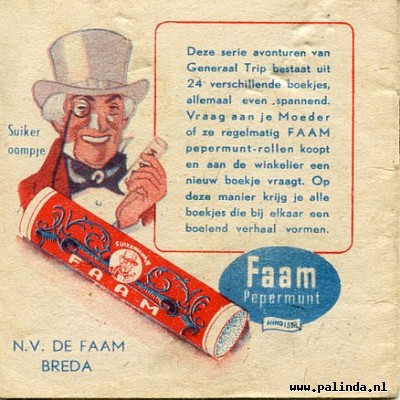 Deze serie avonturen van
Generaal Trip bestaat uit
24 verschillende boekjes,
allemaal even spannend.
Vraag aan je Moeder
of ze regelmatig FAAM
pepermunt-rollen koopt
en aan de winkelier een
nieuw boekje vraagt. Op
deze manier krijg je alle
boekjes die bij elkaar een
boeiend verhaal vormen.
Suiker
oompje
SUIKEROOMPJE
FAAM
Faam
Pepermunt
ANNO
N.V. DE FAAM
BREDA
www.palinda.nl